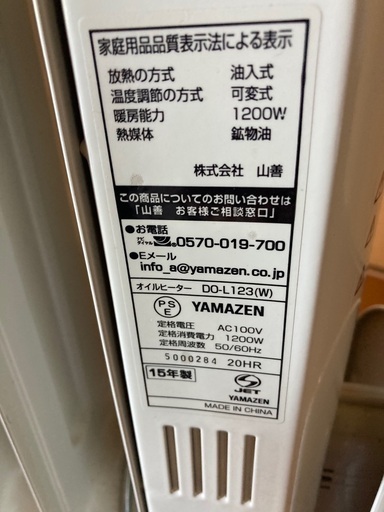 家庭用品品質表示法による表示
放熱の方式 油入式
温度調節の方式 可変式
暖房能力 1200W
熱媒体 鉱物油
株式会社 山善
この商品についてのお問い合わせは
「山善 お客様ご相談窓口」
●お電話
ナビダイヤル 0570-019-700
●Eメール
info_a@yamazen.co.jp
オイルヒーター DO-L123(W)
PSE YAMAZEN
定格電圧 AC100V
定格消費電力 1200W
定格周波数 50/60Hz
5000284 20HR
15年製
JET
YAMAZEN
MADE IN CHINA